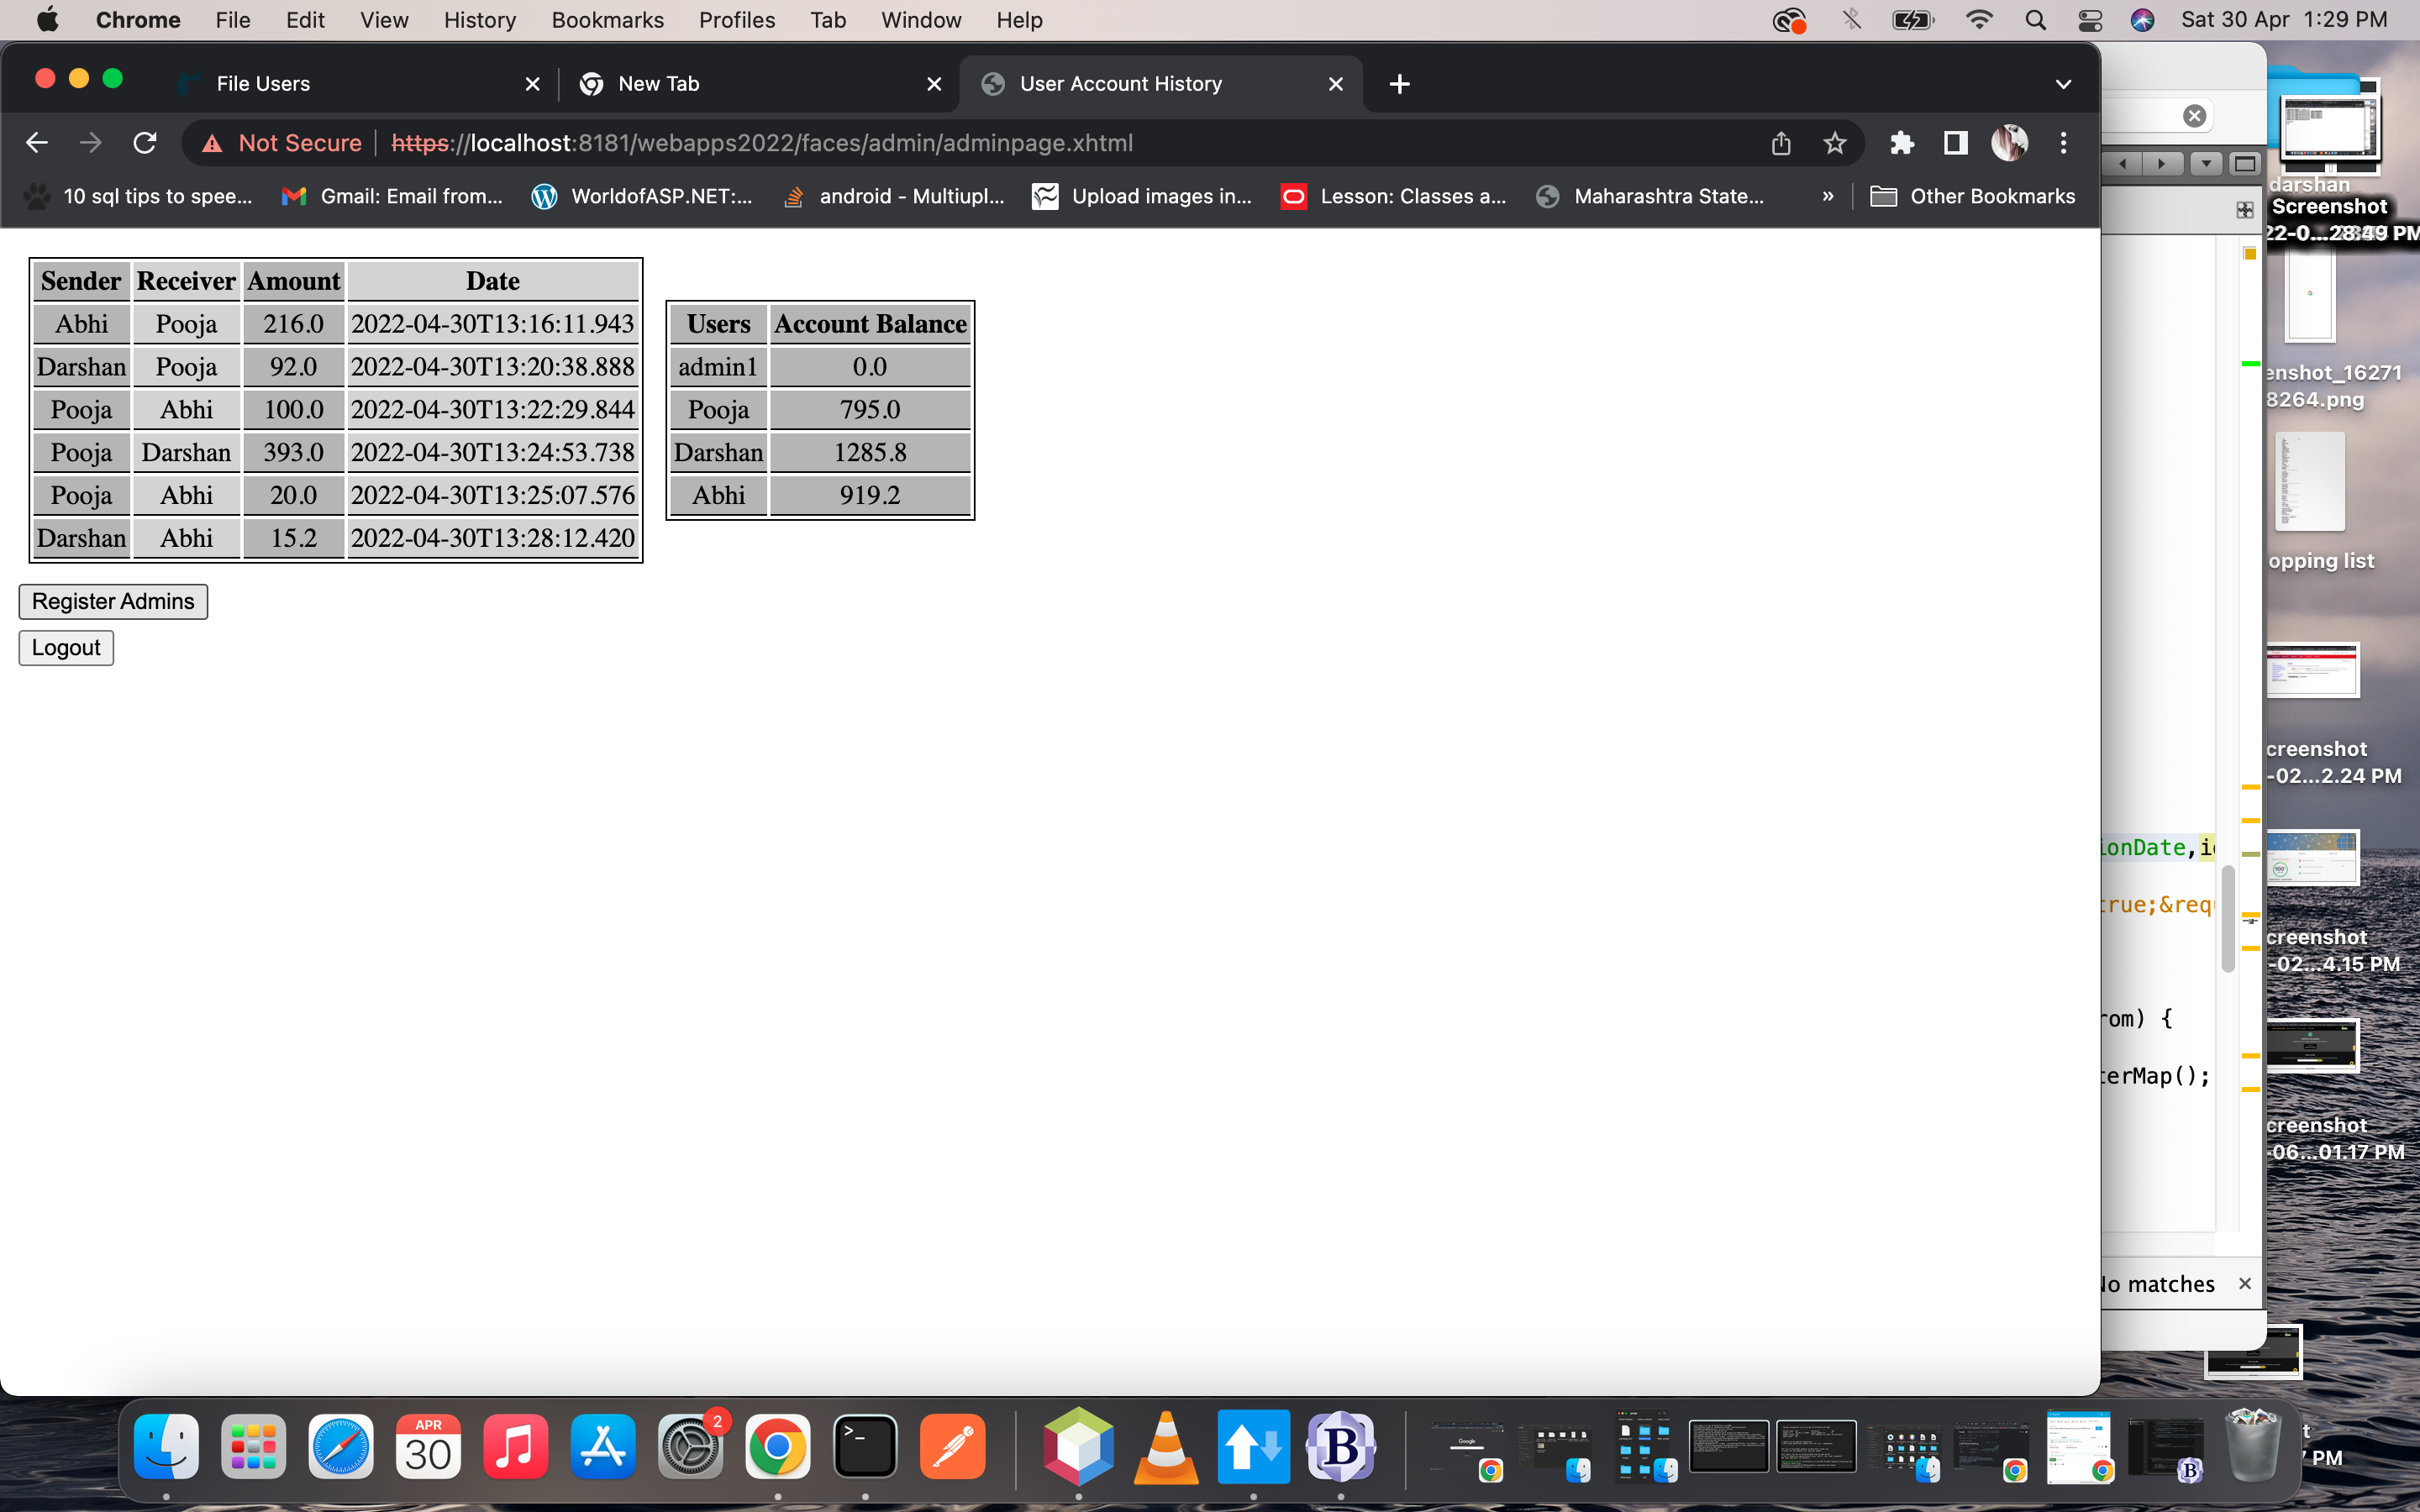 Chrome File Edit View History Bookmarks Profiles Tab Window Help Sat 30 Apr 1:29 PM
File Users New Tab User Account History
Not Secure https://localhost:8181/webapps2022/faces/admin/adminpage.xhtml
10 sql tips to spee... Gmail: Email from... WorldofASP.NET:... android - Multiupl... Upload images in... Lesson: Classes a... Maharashtra State... » Other Bookmarks
Sender Receiver Amount Date
Abhi Pooja 216.0 2022-04-30T13:16:11.943
Darshan Pooja 92.0 2022-04-30T13:20:38.888
Pooja Abhi 100.0 2022-04-30T13:22:29.844
Pooja Darshan 393.0 2022-04-30T13:24:53.738
Pooja Abhi 20.0 2022-04-30T13:25:07.576
Darshan Abhi 15.2 2022-04-30T13:28:12.420
Users Account Balance
admin1 0.0
Pooja 795.0
Darshan 1285.8
Abhi 919.2
Register Admins
Logout
darshan
Screenshot
22-0...28.49 PM
enshot_16271
8264.png
opping list
creenshot
-02...2.24 PM
creenshot
-02...4.15 PM
creenshot
-06...01.17 PM
ionDate,i
true;&req
rom) {
terMap();
No matches
APR
30
2
PM